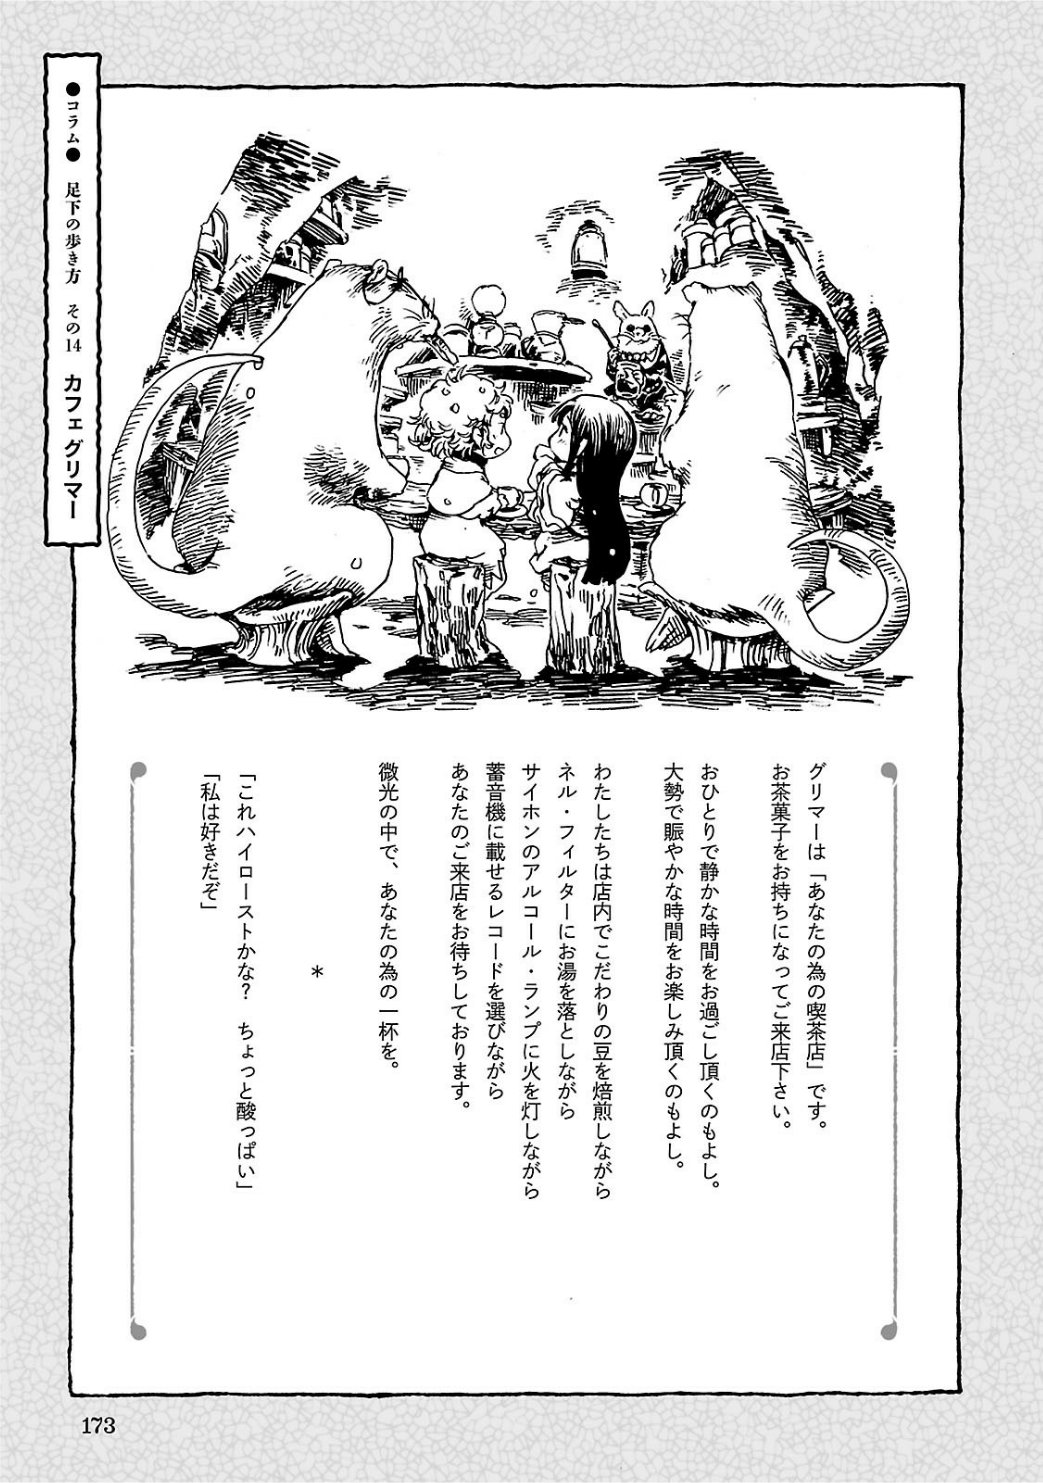 ●コラム● 足下の歩き方 その14 カフェ グリマー
グリマーは「あなたの為の喫茶店」です。
お茶菓子をお持ちになってご来店下さい。
おひとりで静かな時間をお過ごし頂くのもよし。
大勢で賑やかな時間をお楽しみ頂くのもよし。
わたしたちは店内でこだわりの豆を焙煎しながら
ネル・フィルターにお湯を落としながら
サイホンのアルコール・ランプに火を灯しながら
蓄音機に載せるレコードを選びながら
あなたのご来店をお待ちしております。
微光の中で、あなたの為の一杯を。
＊
「これハイローストかな？　ちょっと酸っぱい」
「私は好きだぞ」
173